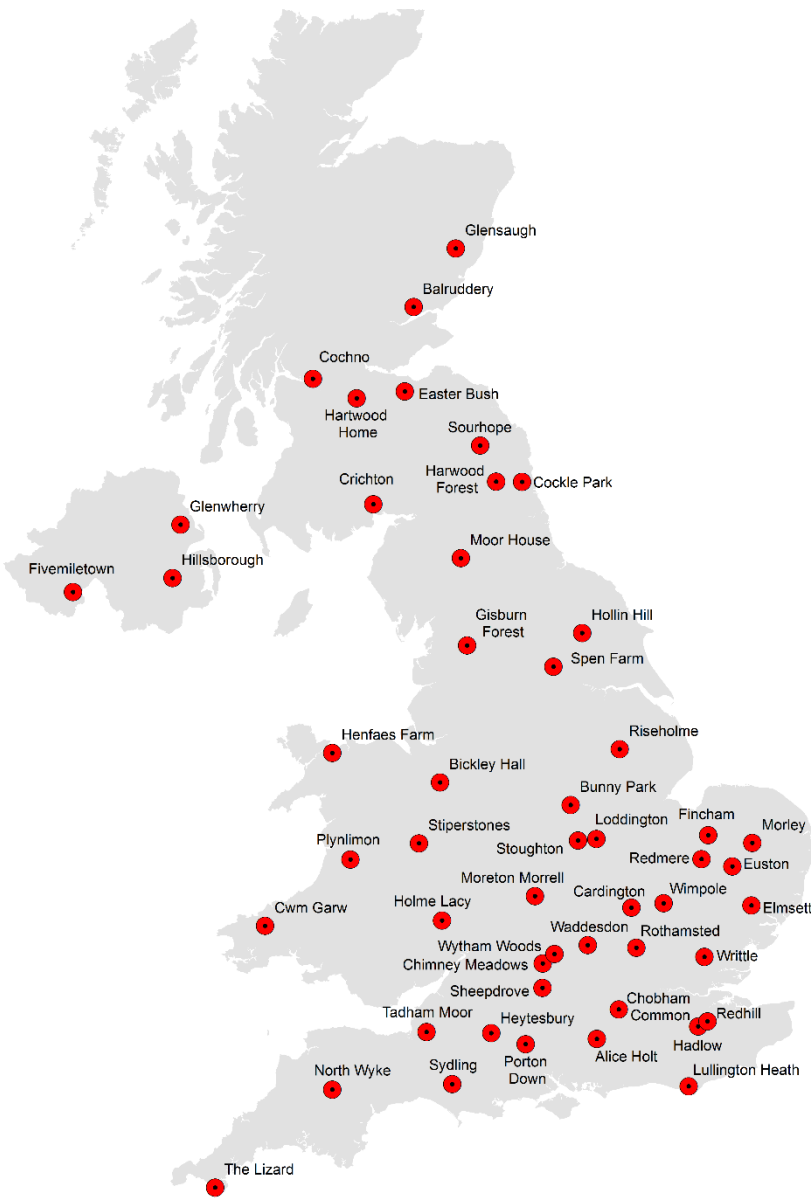 Glensaugh
Balruddery
Cochno
Easter Bush
Hartwood
Home
Sourhope
Harwood
Forest
Cockle Park
Crichton
Glenwherry
Moor House
Hillsborough
Fivemiletown
Gisburn
Forest
Hollin Hill
Spen Farm
Riseholme
Henfaes Farm
Bickley Hall
Bunny Park
Fincham
Morley
Loddington
Stiperstones
Stoughton
Plynlimon
Redmere
Euston
Moreton Morrell
Cardington
Wimpole
Holme Lacy
Elmsett
Cwm Garw
Waddesdon
Rothamsted
Wytham Woods
Writtle
Chimney Meadows
Sheepdrove
Chobham
Common
Redhill
Tadham Moor
Heytesbury
Hadlow
Alice Holt
Porton
Down
Lullington Heath
North Wyke
Sydling
The Lizard